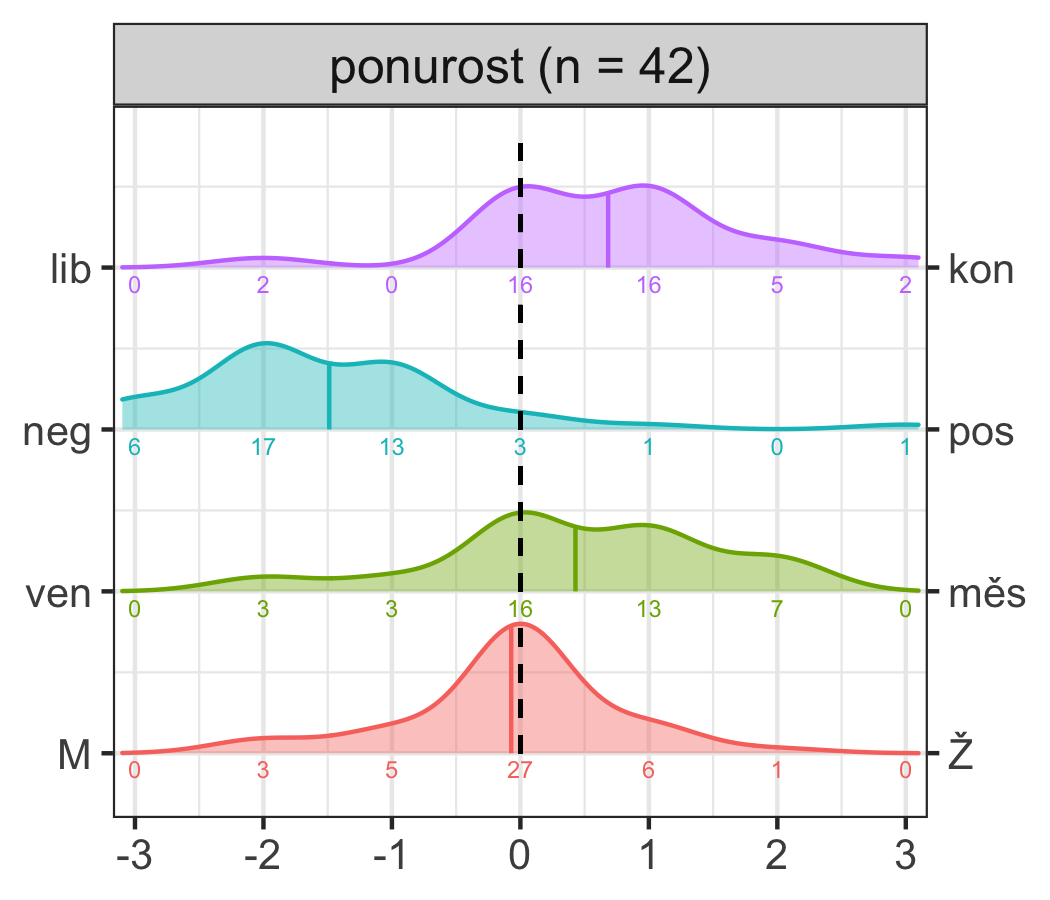 ponurost (n = 42)
lib kon
0 2 0 16 16 5 2
neg pos
6 17 13 3 1 0 1
ven měs
0 3 3 16 13 7 0
M Ž
0 3 5 27 6 1 0
-3 -2 -1 0 1 2 3